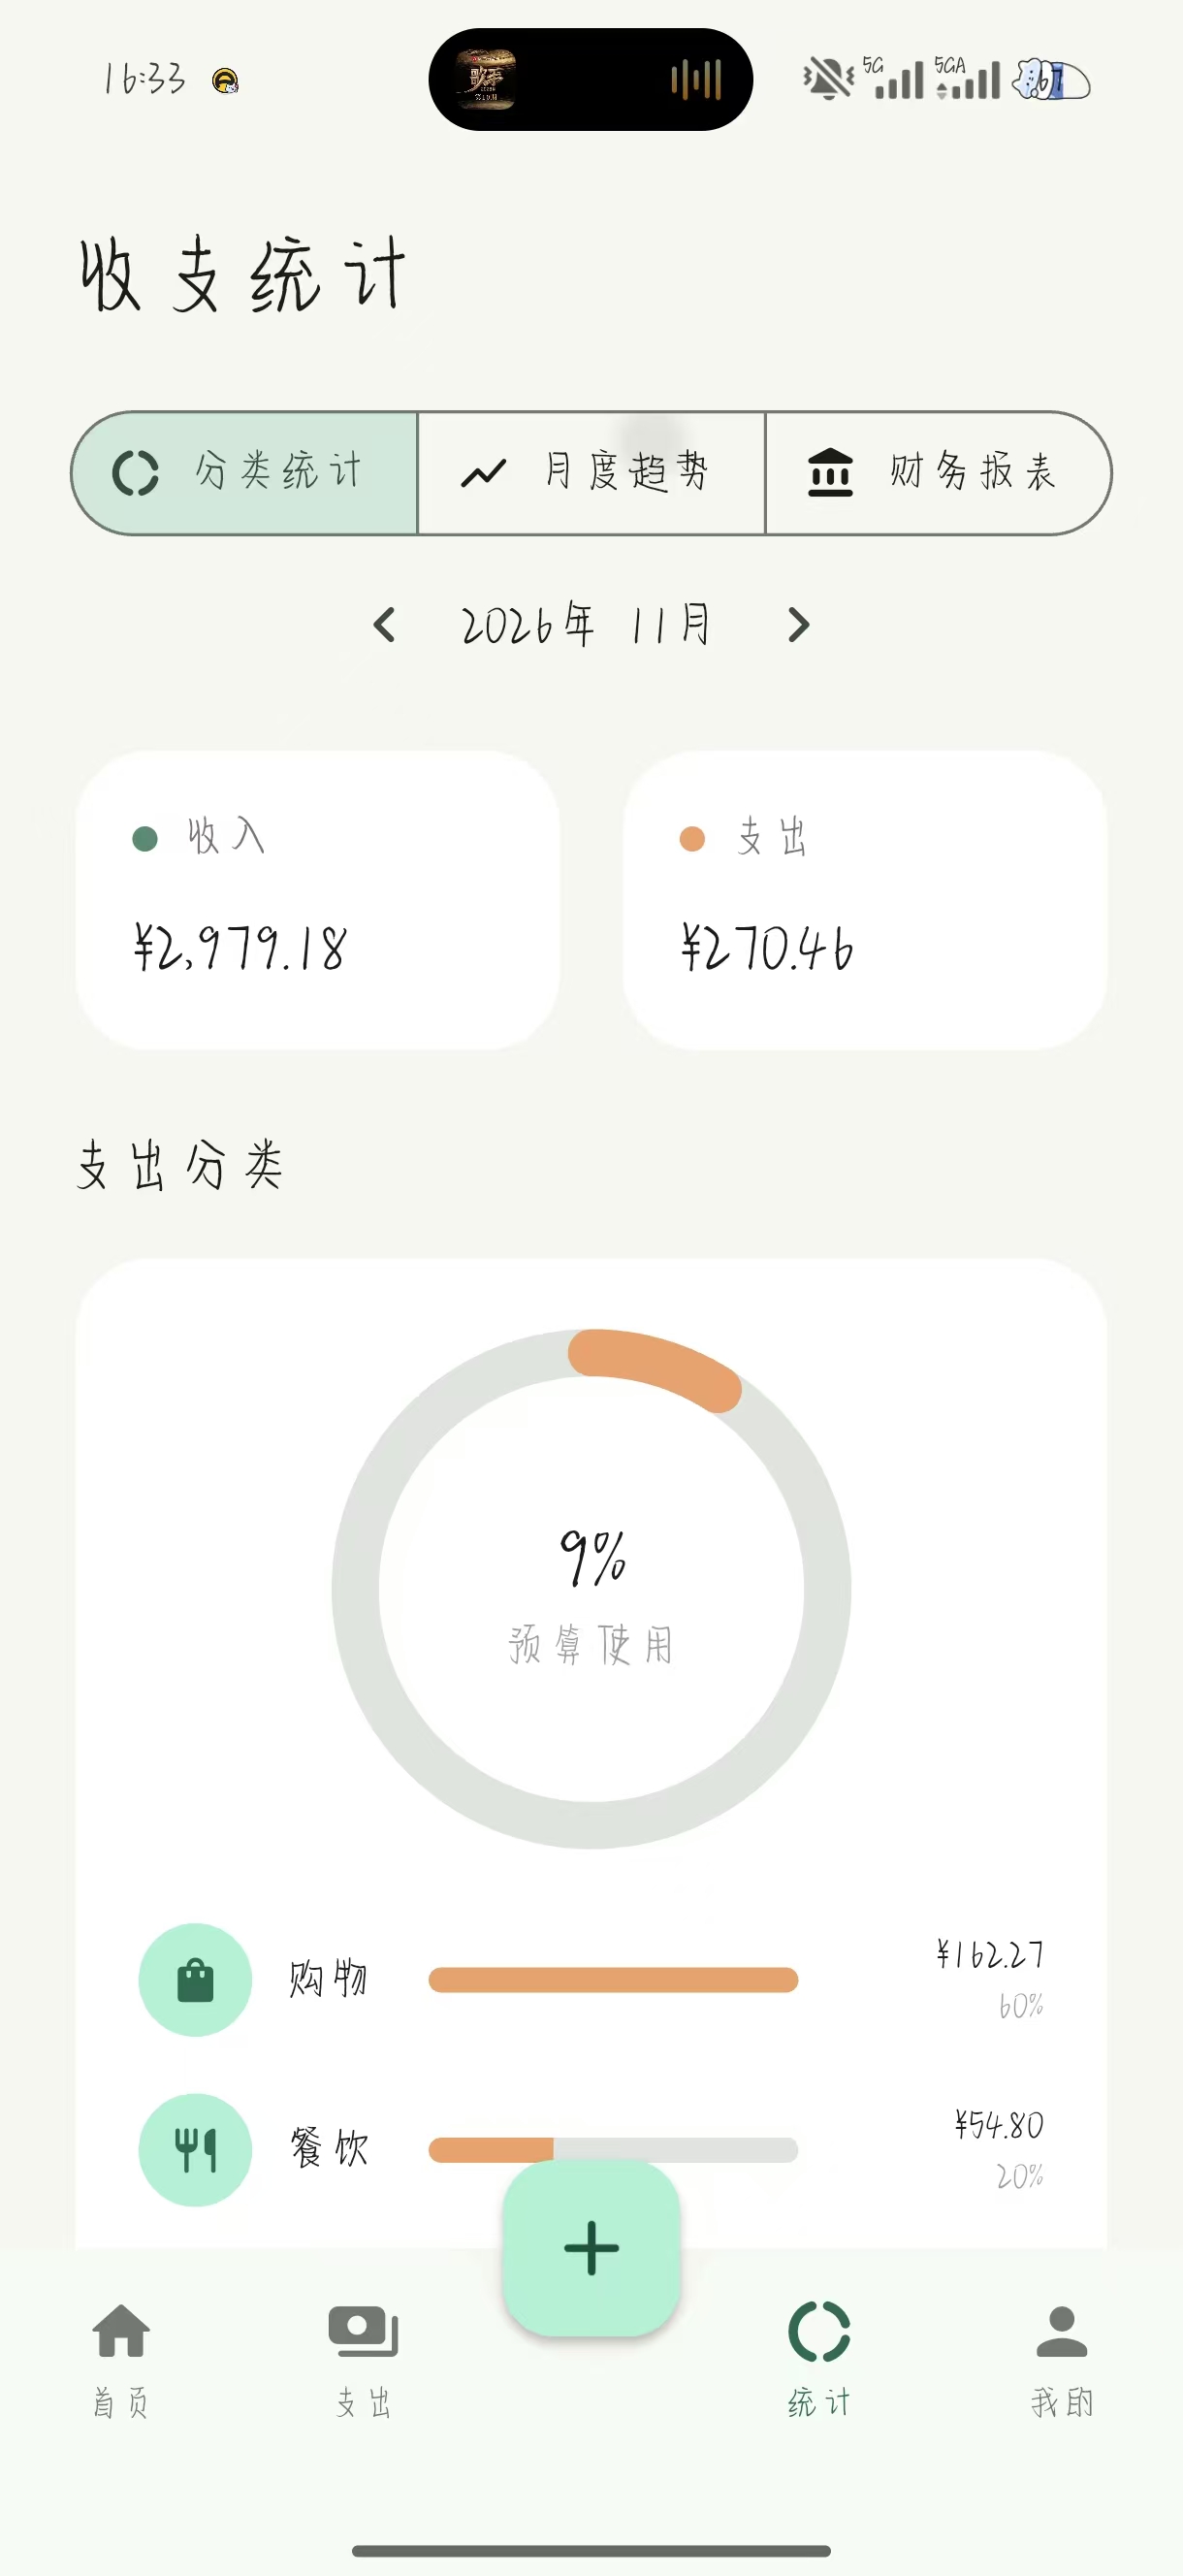 16:33
歌手
5G
5GA
67
收支统计
分类统计
月度趋势
财务报表
2026年 11月
收入
支出
¥2,979.18
¥270.46
支出分类
9%
预算使用
购物
¥162.27
60%
餐饮
¥54.80
20%
首页
支出
统计
我的